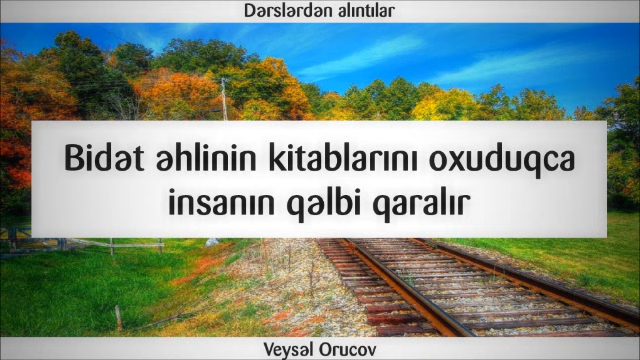 Dərslərdən alıntılar
Bidət əhlinin kitablarını oxuduqca
insanın qəlbi qaralır
Veysəl Orucov